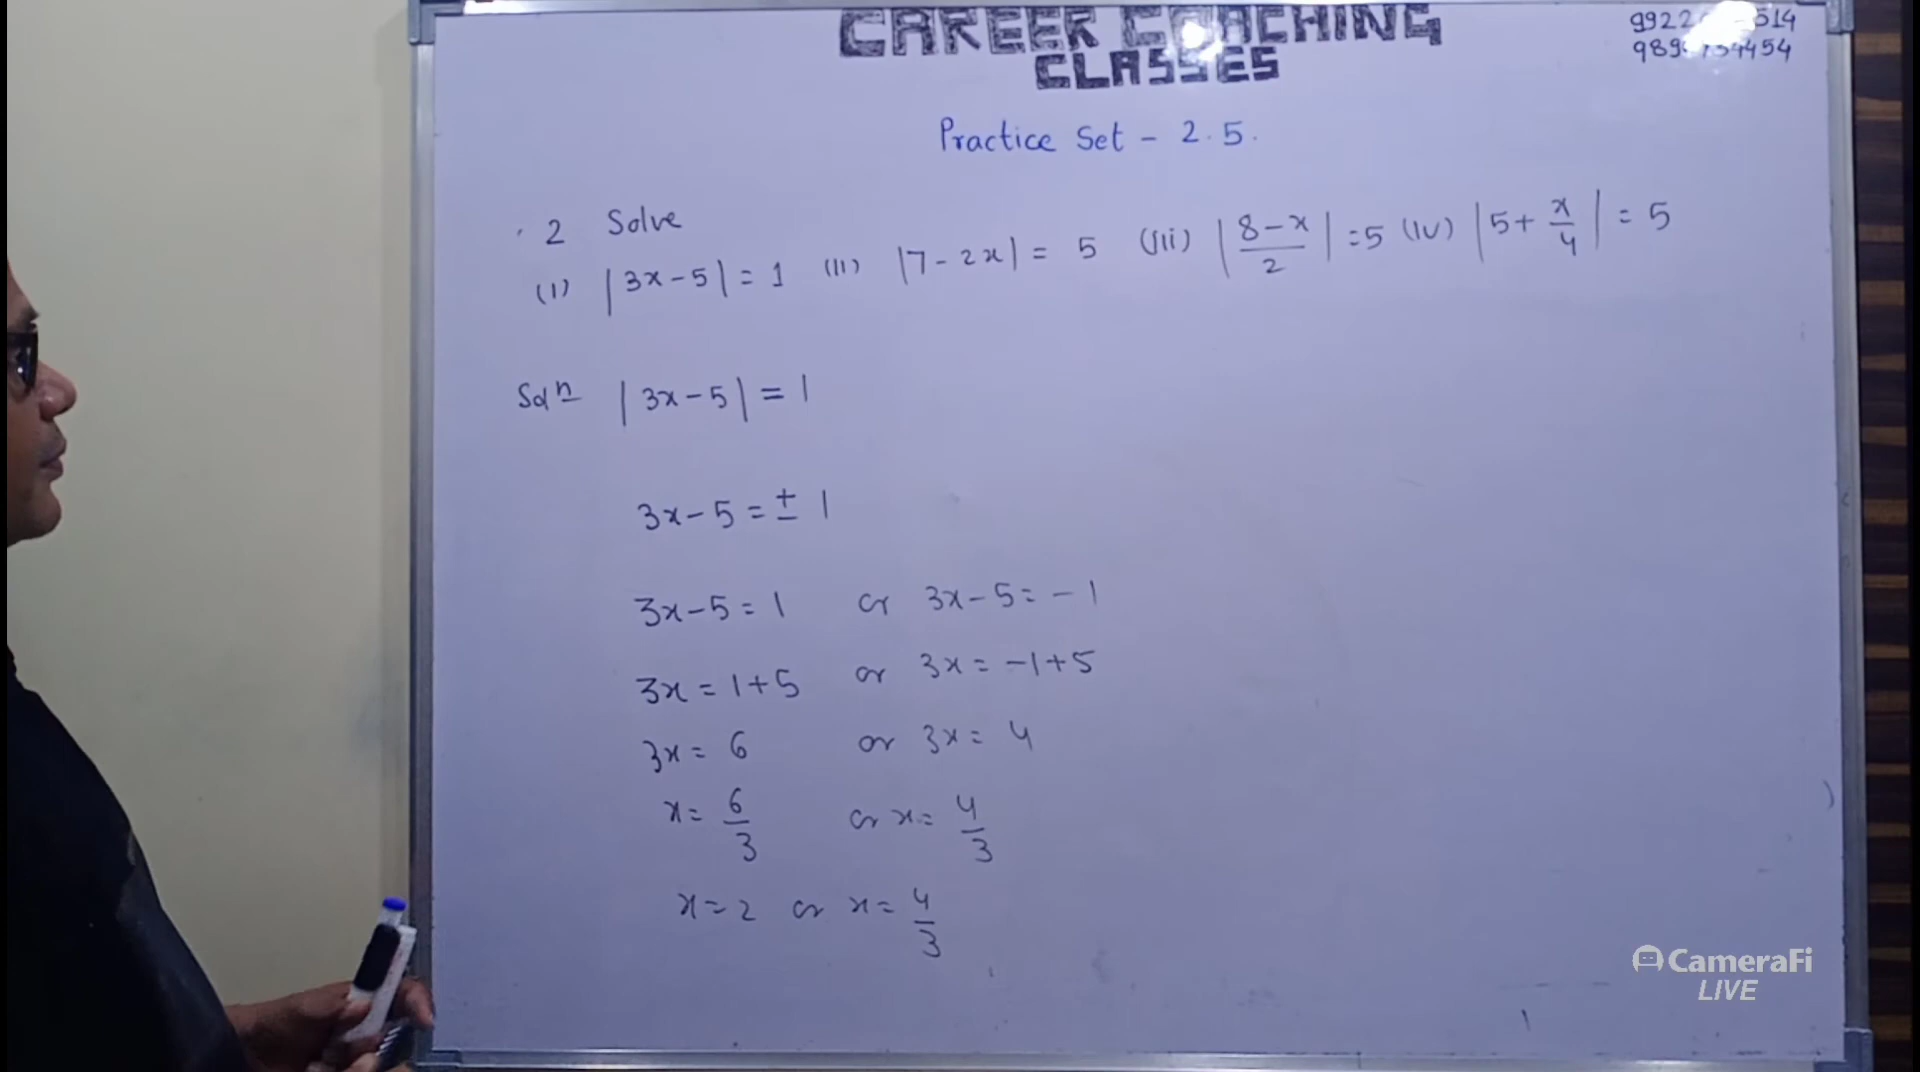 CAREER COACHING
CLASSES
Practice Set - 2.5.
2 Solve
(I) |3x-5| = 1 (II) |7-2x| = 5 (III) |8-x/2| = 5 (IV) |5+x/4| = 5
Solⁿ |3x-5| = 1
3x-5 = ± 1
3x-5 = 1 or 3x-5 = -1
3x = 1+5 or 3x = -1+5
3x = 6 or 3x = 4
x = 6/3 or x = 4/3
x = 2 or x = 4/3
CameraFi
LIVE